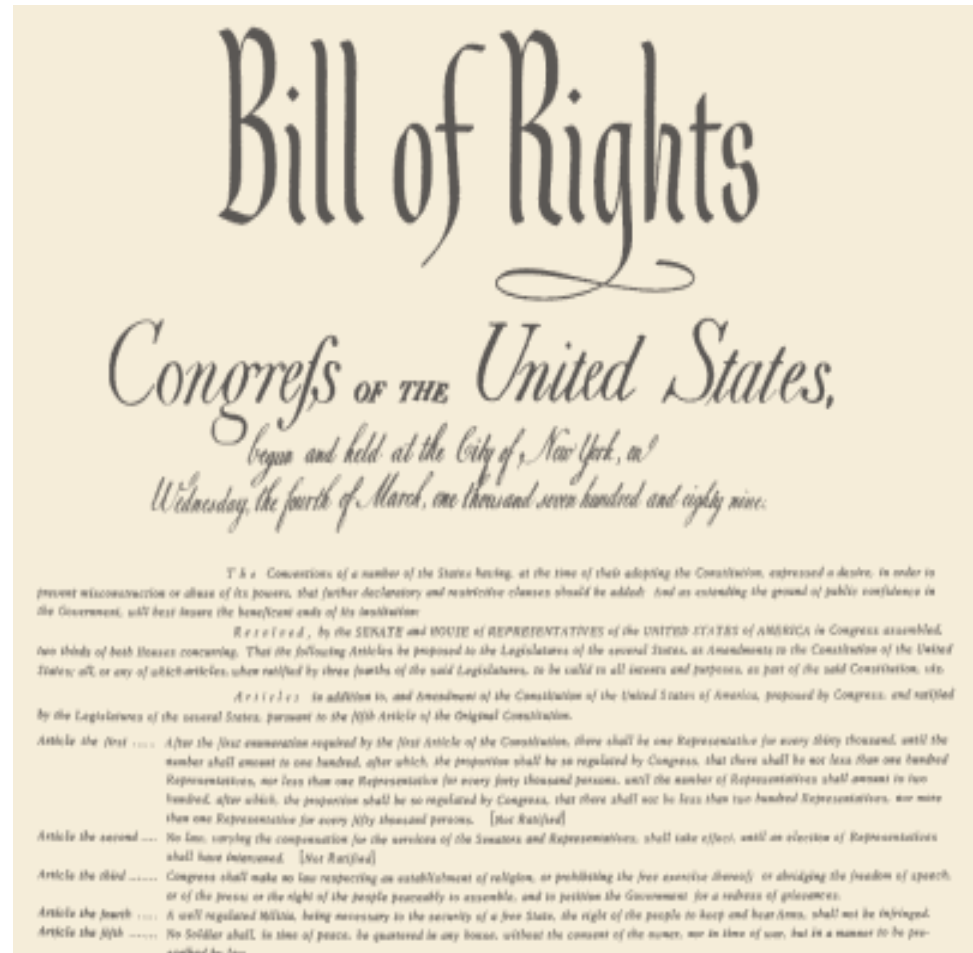 Bill of Rights
Congreſs OF THE United States,
begun and held at the City of, New York, on
Wednesday, the fourth of March, one thousand seven hundred and eighty nine.
The Conventions of a number of the States having, at the time of their adopting the Constitution, expressed a desire, in order to
prevent misconstruction or abuse of its powers, that further declaratory and restrictive clauses should be added: And as extending the ground of public confidence in
the Government, will best insure the beneficent ends of its institution:
Resolved, by the SENATE and HOUSE of REPRESENTATIVES of the UNITED STATES of AMERICA in Congress assembled,
two thirds of both Houses concurring. That the following Articles be proposed to the Legislatures of the several States, as Amendments to the Constitution of the United
States; all, or any of which articles, when ratified by three fourths of the said Legislatures, to be valid to all intents and purposes, as part of the said Constitution, viz.
Articles in addition to, and Amendment of the Constitution of the United States of America, proposed by Congress, and ratified
by the Legislatures of the several States, pursuant to the fifth Article of the Original Constitution.
Article the first ..... After the first enumeration required by the first Article of the Constitution, there shall be one Representative for every thirty thousand, until the
number shall amount to one hundred, after which, the proportion shall be so regulated by Congress, that there shall be not less than one hundred
Representatives, nor less than one Representative for every forty thousand persons, until the number of Representatives shall amount to two
hundred, after which, the proportion shall be so regulated by Congress, that there shall not be less than two hundred Representatives, nor more
than one Representative for every fifty thousand persons. [Not Ratified]
Article the second ..... No law, varying the compensation for the services of the Senators and Representatives, shall take effect, until an election of Representatives
shall have intervened. [Not Ratified]
Article the third ....... Congress shall make no law respecting an establishment of religion, or prohibiting the free exercise thereof; or abridging the freedom of speech,
or of the press; or the right of the people peaceably to assemble, and to petition the Government for a redress of grievances.
Article the fourth ..... A well regulated Militia, being necessary to the security of a free State, the right of the people to keep and bear Arms, shall not be infringed.
Article the fifth ....... No Soldier shall, in time of peace, be quartered in any house, without the consent of the owner, nor in time of war, but in a manner to be pre-